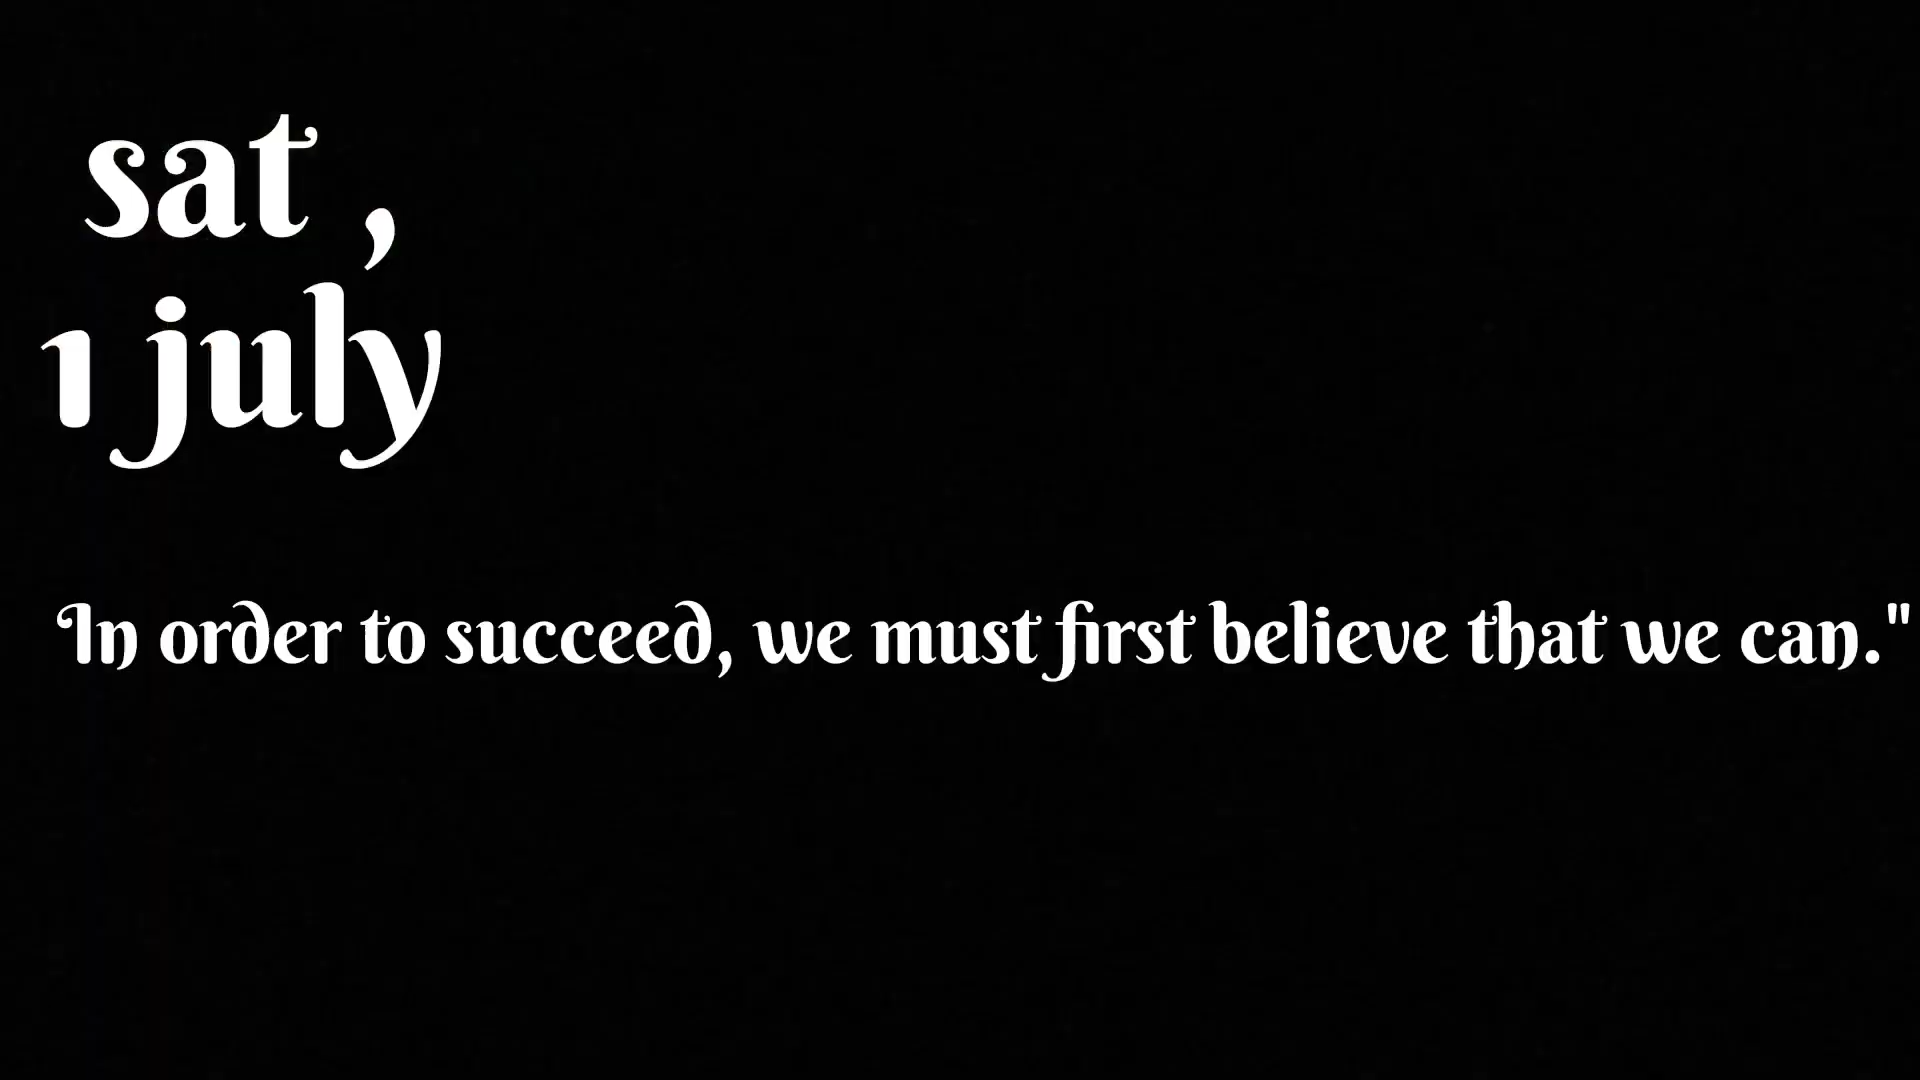 sat ,
1 july
In order to succeed, we must first believe that we can."